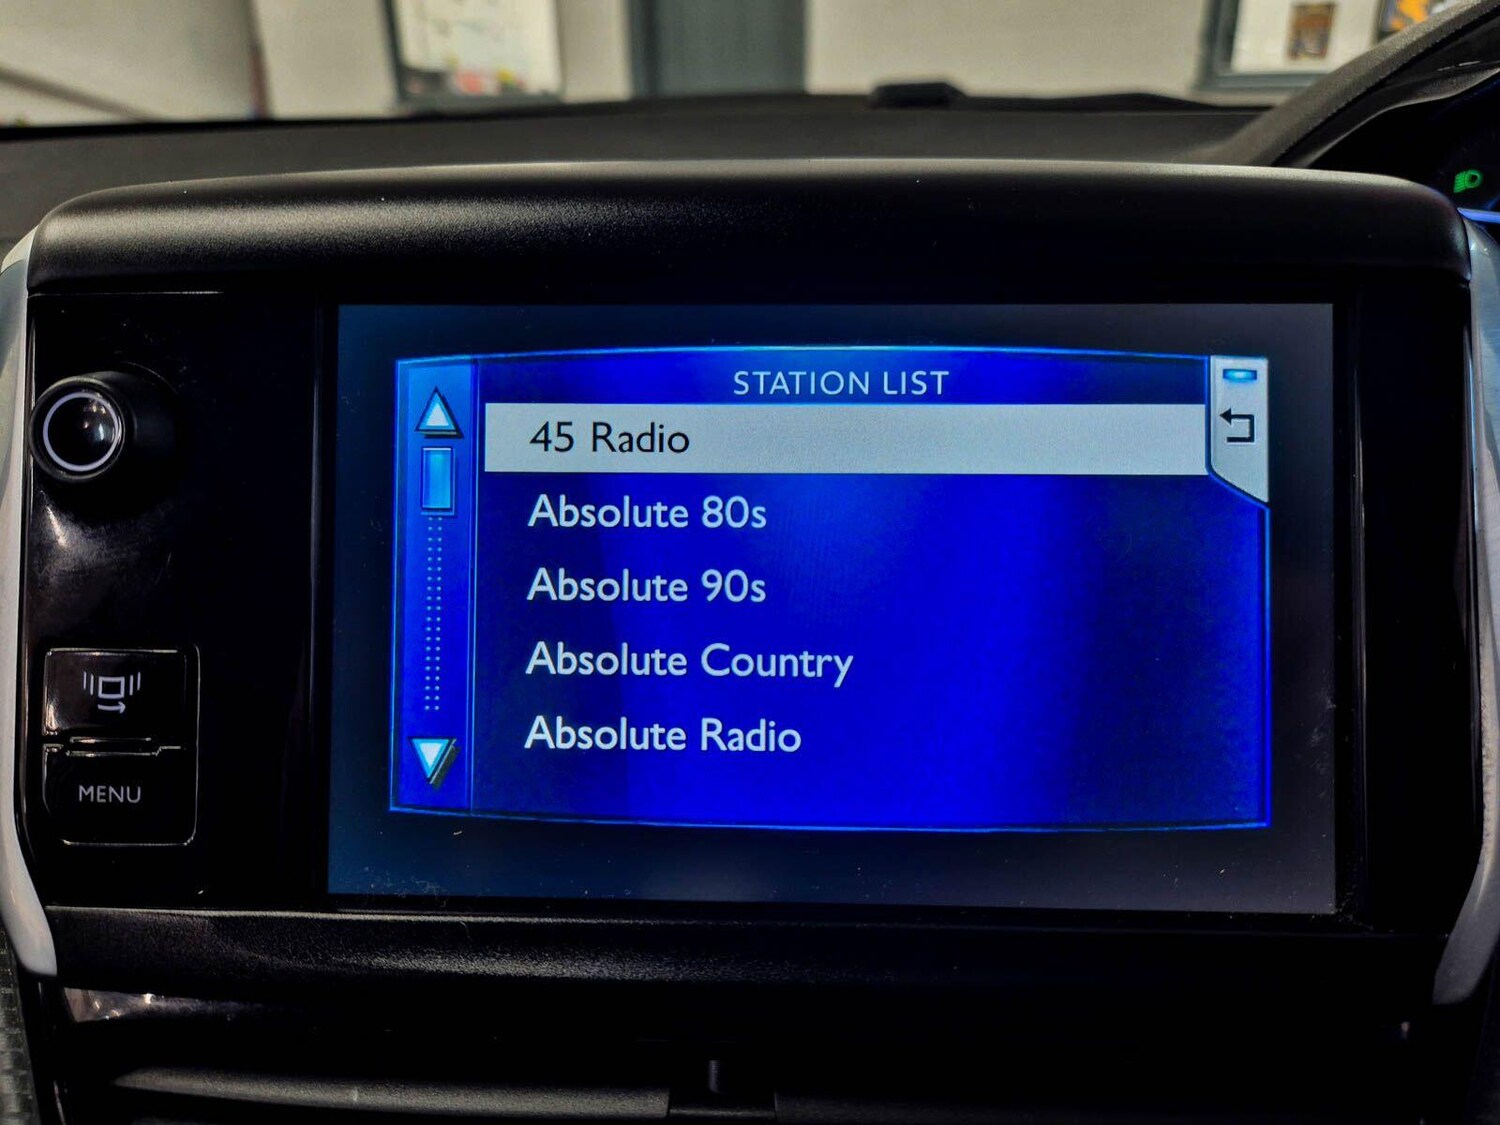 STATION LIST
45 Radio
Absolute 80s
Absolute 90s
Absolute Country
Absolute Radio
MENU